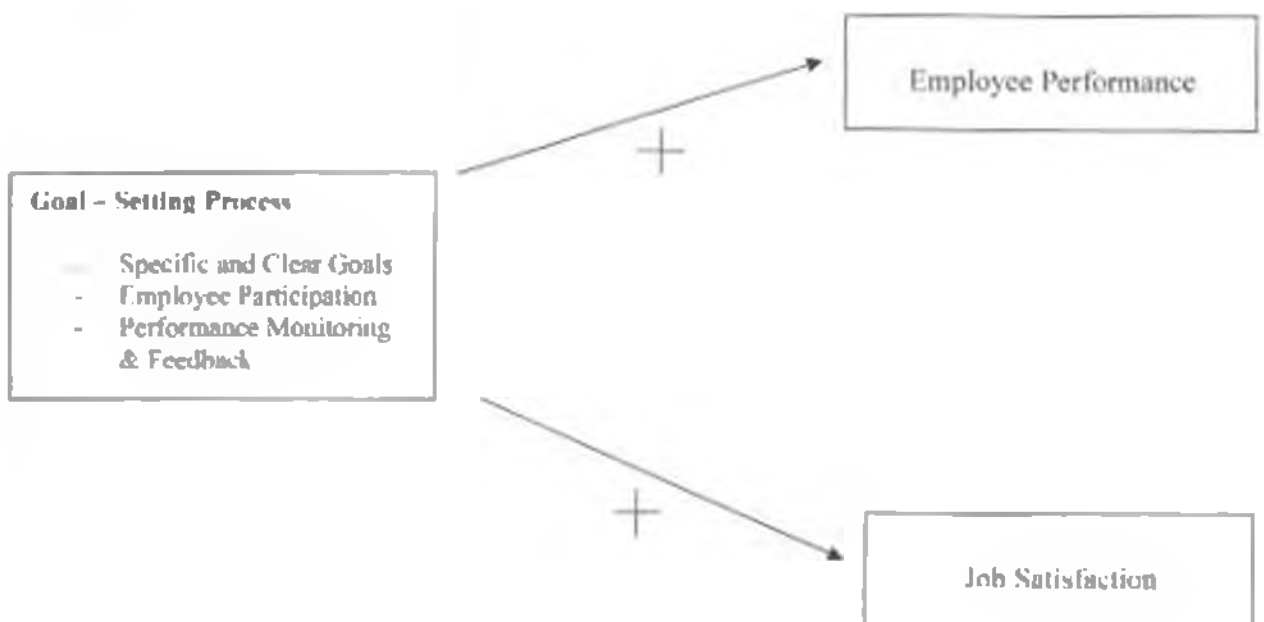 Employee Performance
+
Goal – Setting Process
- Specific and Clear Goals
- Employee Participation
- Performance Monitoring
& Feedback
+
Job Satisfaction